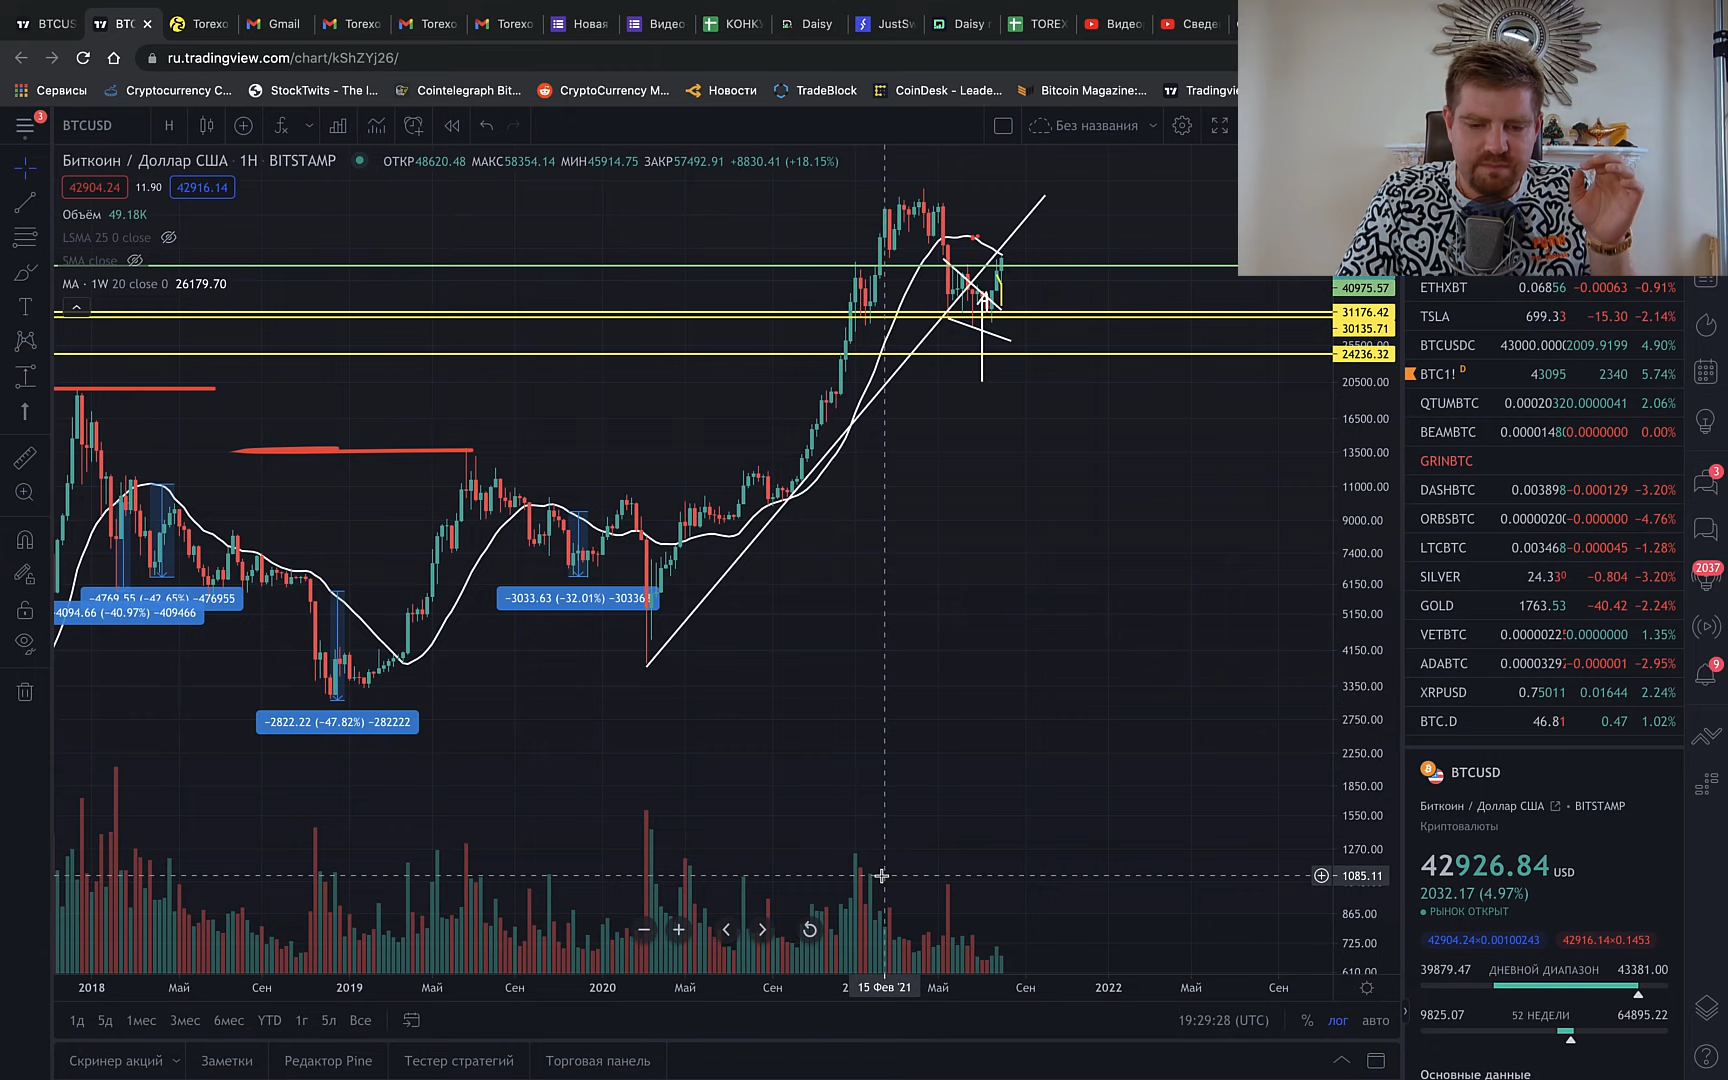 BTCUS
BTC
Torexo
Gmail
Torexo
Torexo
Torexo
Новая
Видео
КОНКУ
Daisy
JustSw
Daisy
TOREX
Видео
Сведе
ru.tradingview.com/chart/kShZYj26/
Сервисы
Cryptocurrency C...
StockTwits - The I...
Cointelegraph Bit...
CryptoCurrency M...
Новости
TradeBlock
CoinDesk - Leade...
Bitcoin Magazine:...
Tradingvie
3
BTCUSD
Н
Без названия
Биткоин / Доллар США · 1Н · BITSTAMP
ОТКР48620.48 МАКС58354.14 МИН45914.75 ЗАКР57492.91 +8830.41 (+18.15%)
42904.24 11.90 42916.14
Объём 49.18K
LSMA 25 0 close
SMA close
MA · 1W 20 close 0 26179.70
40975.57
31176.42
30135.71
25500.00
24236.32
20500.00
16500.00
13500.00
11000.00
9000.00
7400.00
6150.00
5150.00
4150.00
3350.00
2750.00
2250.00
1850.00
1550.00
1270.00
1085.11
865.00
725.00
610.00
−4769.55 (−42.65%) −476955
4094.66 (−40.97%) −409466
−2822.22 (−47.82%) −282222
−3033.63 (−32.01%) −303363
2018
Май
Сен
2019
Май
Сен
2020
Май
Сен
15 Фев '21
Май
Сен
2022
Май
Сен
1д 5д 1мес 3мес 6мес YTD 1г 5л Все
19:29:28 (UTC)
%
лог
авто
Скринер акций
Заметки
Редактор Pine
Тестер стратегий
Торговая панель
ETHXBT 0.06856 −0.00063 −0.91%
TSLA 699.33 −15.30 −2.14%
BTCUSDC 43000.000 2009.9199 4.90%
BTC1! D 43095 2340 5.74%
QTUMBTC 0.00020320.0000041 2.06%
BEAMBTC 0.0000148 0.0000000 0.00%
GRINBTC
DASHBTC 0.003898 −0.000129 −3.20%
ORBSBTC 0.0000020 −0.000000 −4.76%
LTCBTC 0.003468 −0.000045 −1.28%
SILVER 24.330 −0.804 −3.20%
GOLD 1763.53 −40.42 −2.24%
VETBTC 0.0000022 0.0000000 1.35%
ADABTC 0.0000329 −0.000001 −2.95%
XRPUSD 0.75011 0.01644 2.24%
BTC.D 46.81 0.47 1.02%
BTCUSD
Биткоин / Доллар США • BITSTAMP
Криптовалюты
42926.84 USD
2032.17 (4.97%)
РЫНОК ОТКРЫТ
42904.24×0.00100243 42916.14×0.1453
39879.47 ДНЕВНОЙ ДИАПАЗОН 43381.00
9825.07 52 НЕДЕЛИ 64895.22
Основные данные
3
2037
9